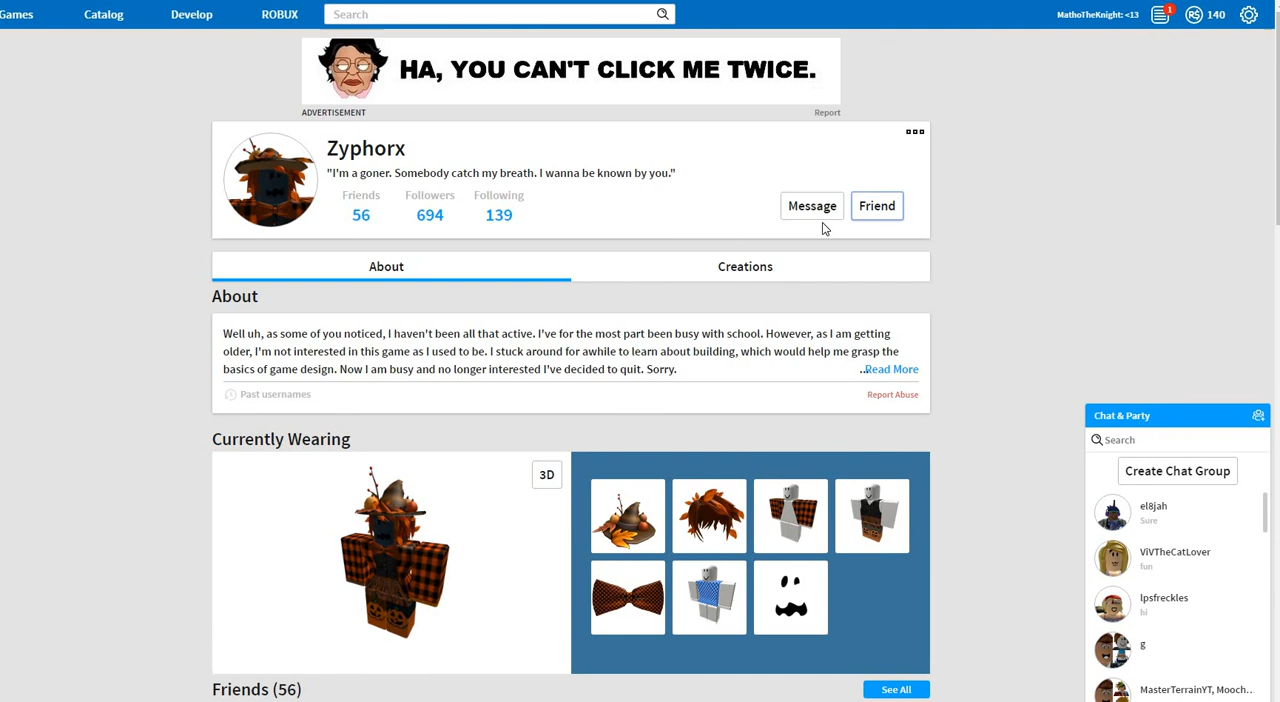 Games Catalog Develop ROBUX Search MathoTheKnight: <13 1 R$ 140
HA, YOU CAN'T CLICK ME TWICE.
ADVERTISEMENT Report
Zyphorx
"I'm a goner. Somebody catch my breath. I wanna be known by you."
Friends Followers Following
56 694 139
Message Friend
About Creations
About
Well uh, as some of you noticed, I haven't been all that active. I've for the most part been busy with school. However, as I am getting
older, I'm not interested in this game as I used to be. I stuck around for awhile to learn about building, which would help me grasp the
basics of game design. Now I am busy and no longer interested I've decided to quit. Sorry. ...Read More
Past usernames Report Abuse
Currently Wearing
3D
Friends (56) See All
Chat & Party
Search
Create Chat Group
el8jah
Sure
ViVTheCatLover
fun
lpsfreckles
hi
g
MasterTerrainYT, Mooch...